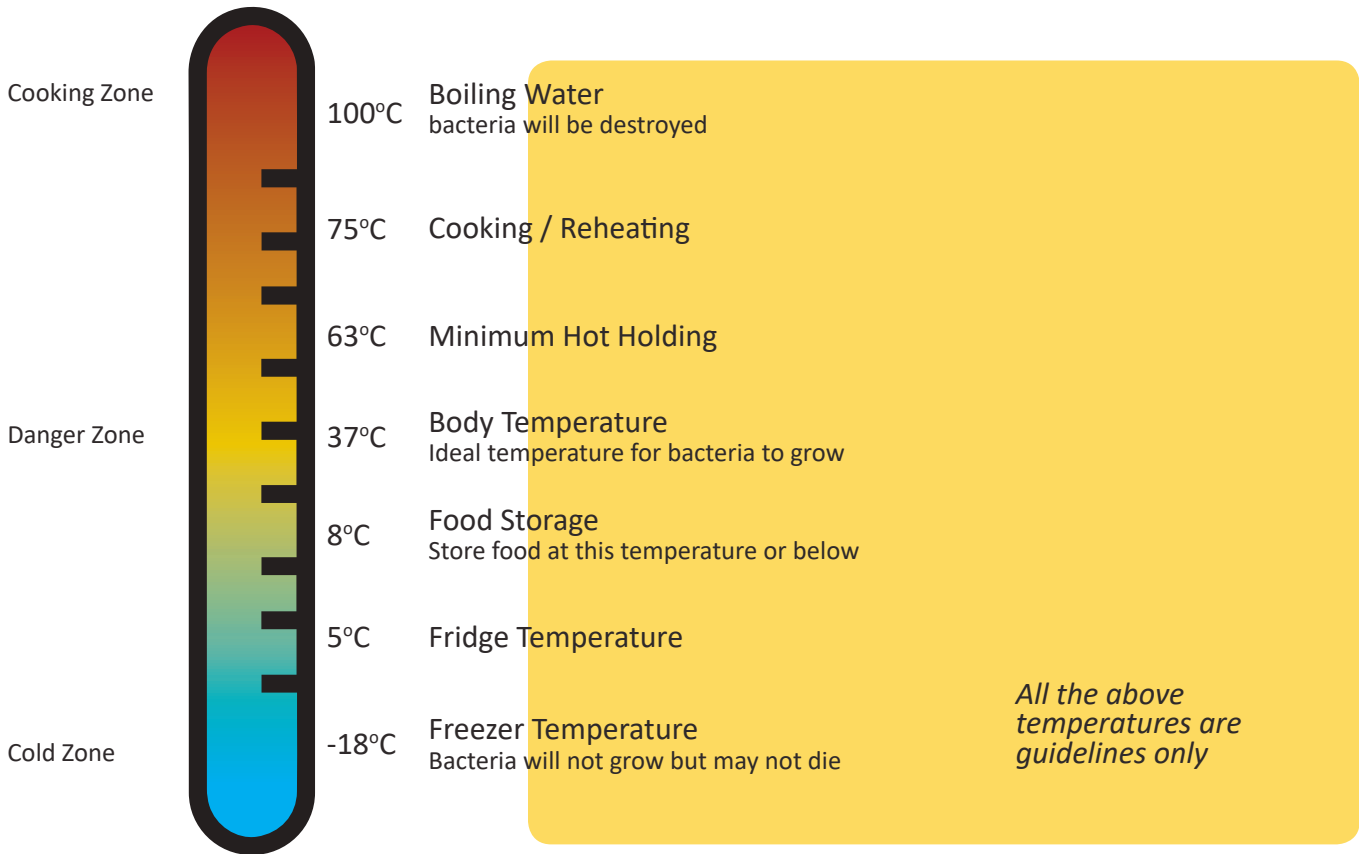 Cooking Zone
100°C
Boiling Water
bacteria will be destroyed
75°C
Cooking / Reheating
63°C
Minimum Hot Holding
Danger Zone
37°C
Body Temperature
Ideal temperature for bacteria to grow
8°C
Food Storage
Store food at this temperature or below
5°C
Fridge Temperature
Cold Zone
-18°C
Freezer Temperature
Bacteria will not grow but may not die
All the above
temperatures are
guidelines only